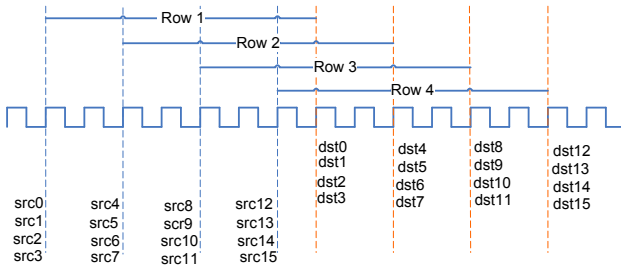 Row 1
Row 2
Row 3
Row 4
src0
src1
src2
src3
src4
src5
src6
src7
src8
scr9
src10
src11
src12
src13
src14
src15
dst0
dst1
dst2
dst3
dst4
dst5
dst6
dst7
dst8
dst9
dst10
dst11
dst12
dst13
dst14
dst15